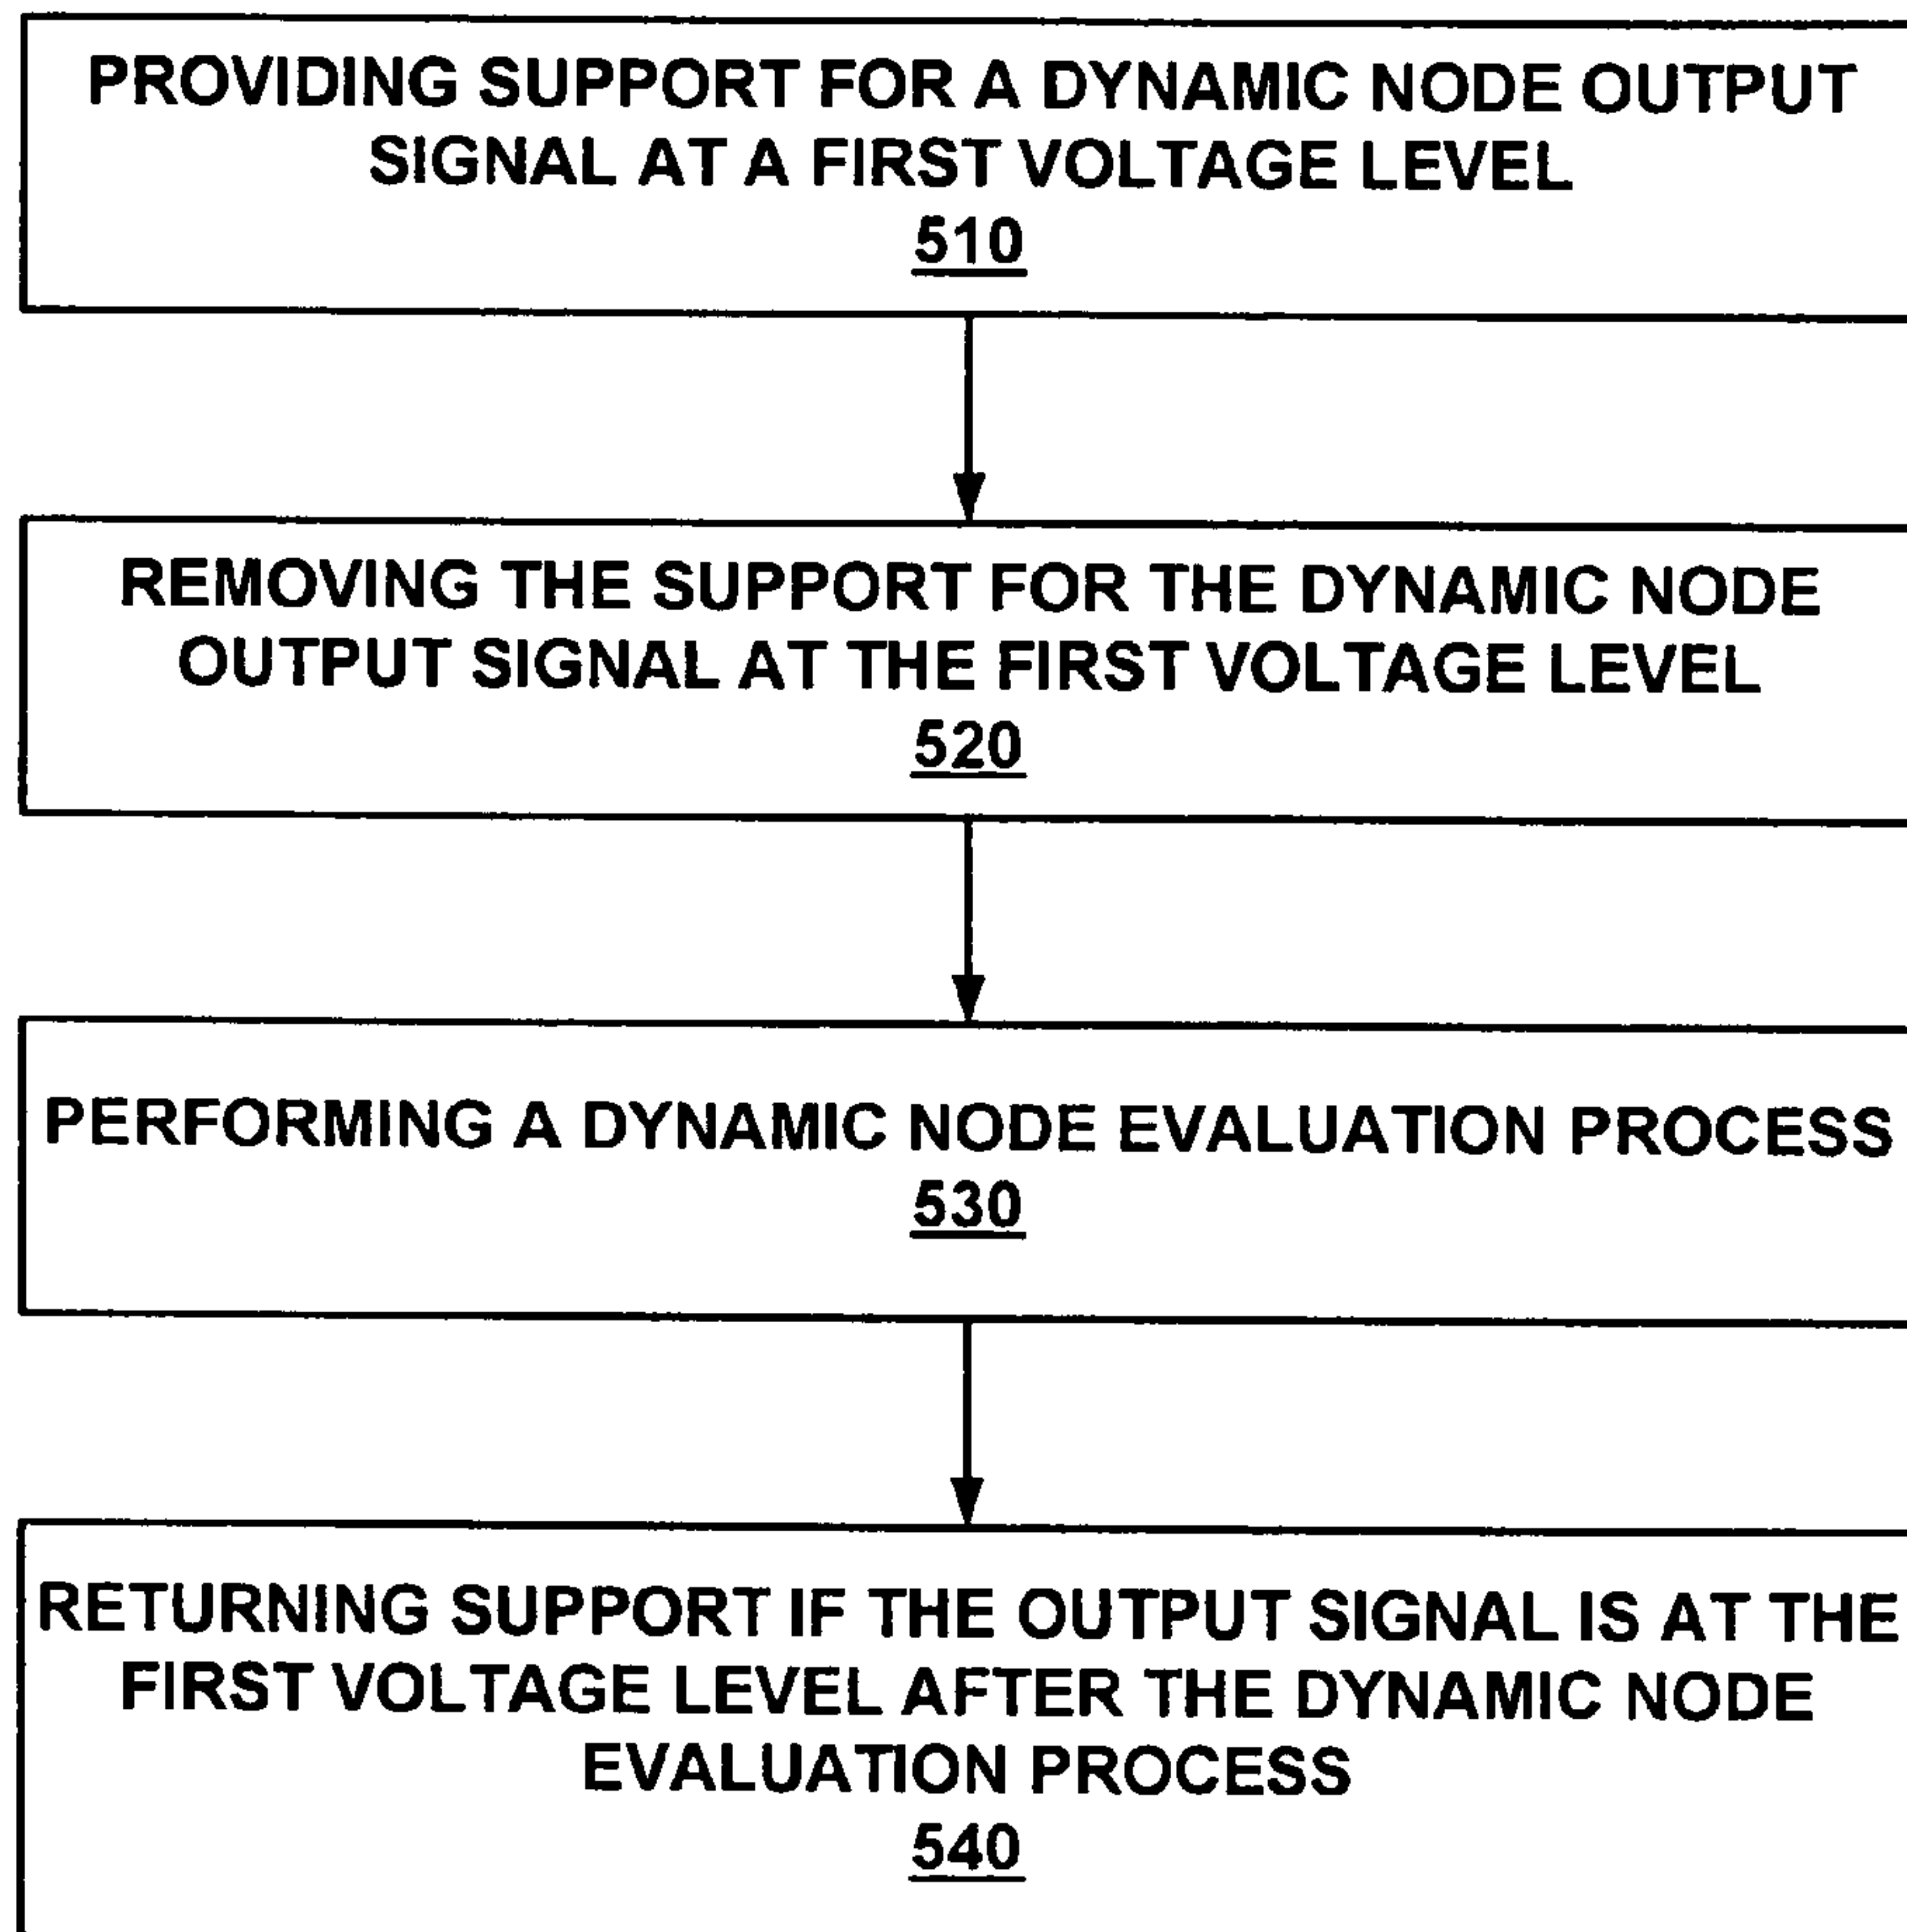 PROVIDING SUPPORT FOR A DYNAMIC NODE OUTPUT
SIGNAL AT A FIRST VOLTAGE LEVEL
510
REMOVING THE SUPPORT FOR THE DYNAMIC NODE
OUTPUT SIGNAL AT THE FIRST VOLTAGE LEVEL
520
PERFORMING A DYNAMIC NODE EVALUATION PROCESS
530
RETURNING SUPPORT IF THE OUTPUT SIGNAL IS AT THE
FIRST VOLTAGE LEVEL AFTER THE DYNAMIC NODE
EVALUATION PROCESS
540